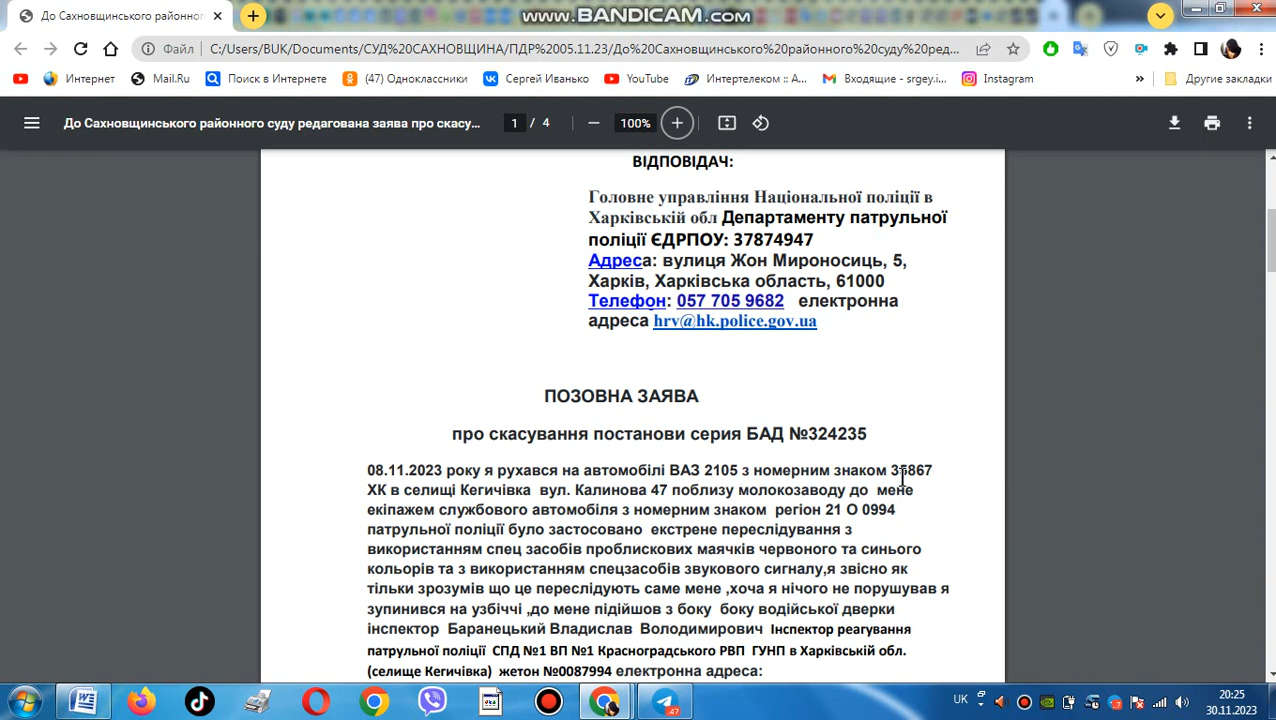 До Сахновщинського районного
www.BANDICAM.com
Файл
C:/Users/BUK/Documents/СУД%20САХНОВЩИНА/ПДР%2005.11.23/До%20Сахновщинського%20районного%20суду%20ред...
Интернет
Mail.Ru
Поиск в Интернете
(47) Одноклассники
Сергей Иванько
YouTube
Интертелеком :: А...
Входящие - srgey.i...
Instagram
»
Другие закладки
До Сахновщинського районного суду редагована заява про скасу...
1 / 4
100%
ВІДПОВІДАЧ:
Головне управління Національної поліції в
Харківській обл Департаменту патрульної
поліції ЄДРПОУ: 37874947
Адреса: вулиця Жон Мироносиць, 5,
Харків, Харківська область, 61000
Телефон: 057 705 9682 електронна
адреса hrv@hk.police.gov.ua
ПОЗОВНА ЗАЯВА
про скасування постанови серия БАД №324235
08.11.2023 року я рухався на автомобілі ВАЗ 2105 з номерним знаком
ХК в селищі Кегичівка вул. Калинова 47 поблизу молокозаводу до мене
екіпажем службового автомобіля з номерним знаком регіон 21 О 0994
патрульної поліції було застосовано екстрене переслідування з
використанням спец засобів проблискових маячків червоного та синього
кольорів та з використанням спецзасобів звукового сигналу,я звісно як
тільки зрозумів що це переслідують саме мене ,хоча я нічого не порушував я
зупинився на узбіччі ,до мене підійшов з боку боку водійської дверки
інспектор Баранецький Владислав Володимирович Інспектор реагування
патрульної поліції СПД №1 ВП №1 Красноградського РВП ГУНП в Харківській обл.
(селище Кегичівка) жетон №0087994 електронна адреса:
UK
20:25
30.11.2023